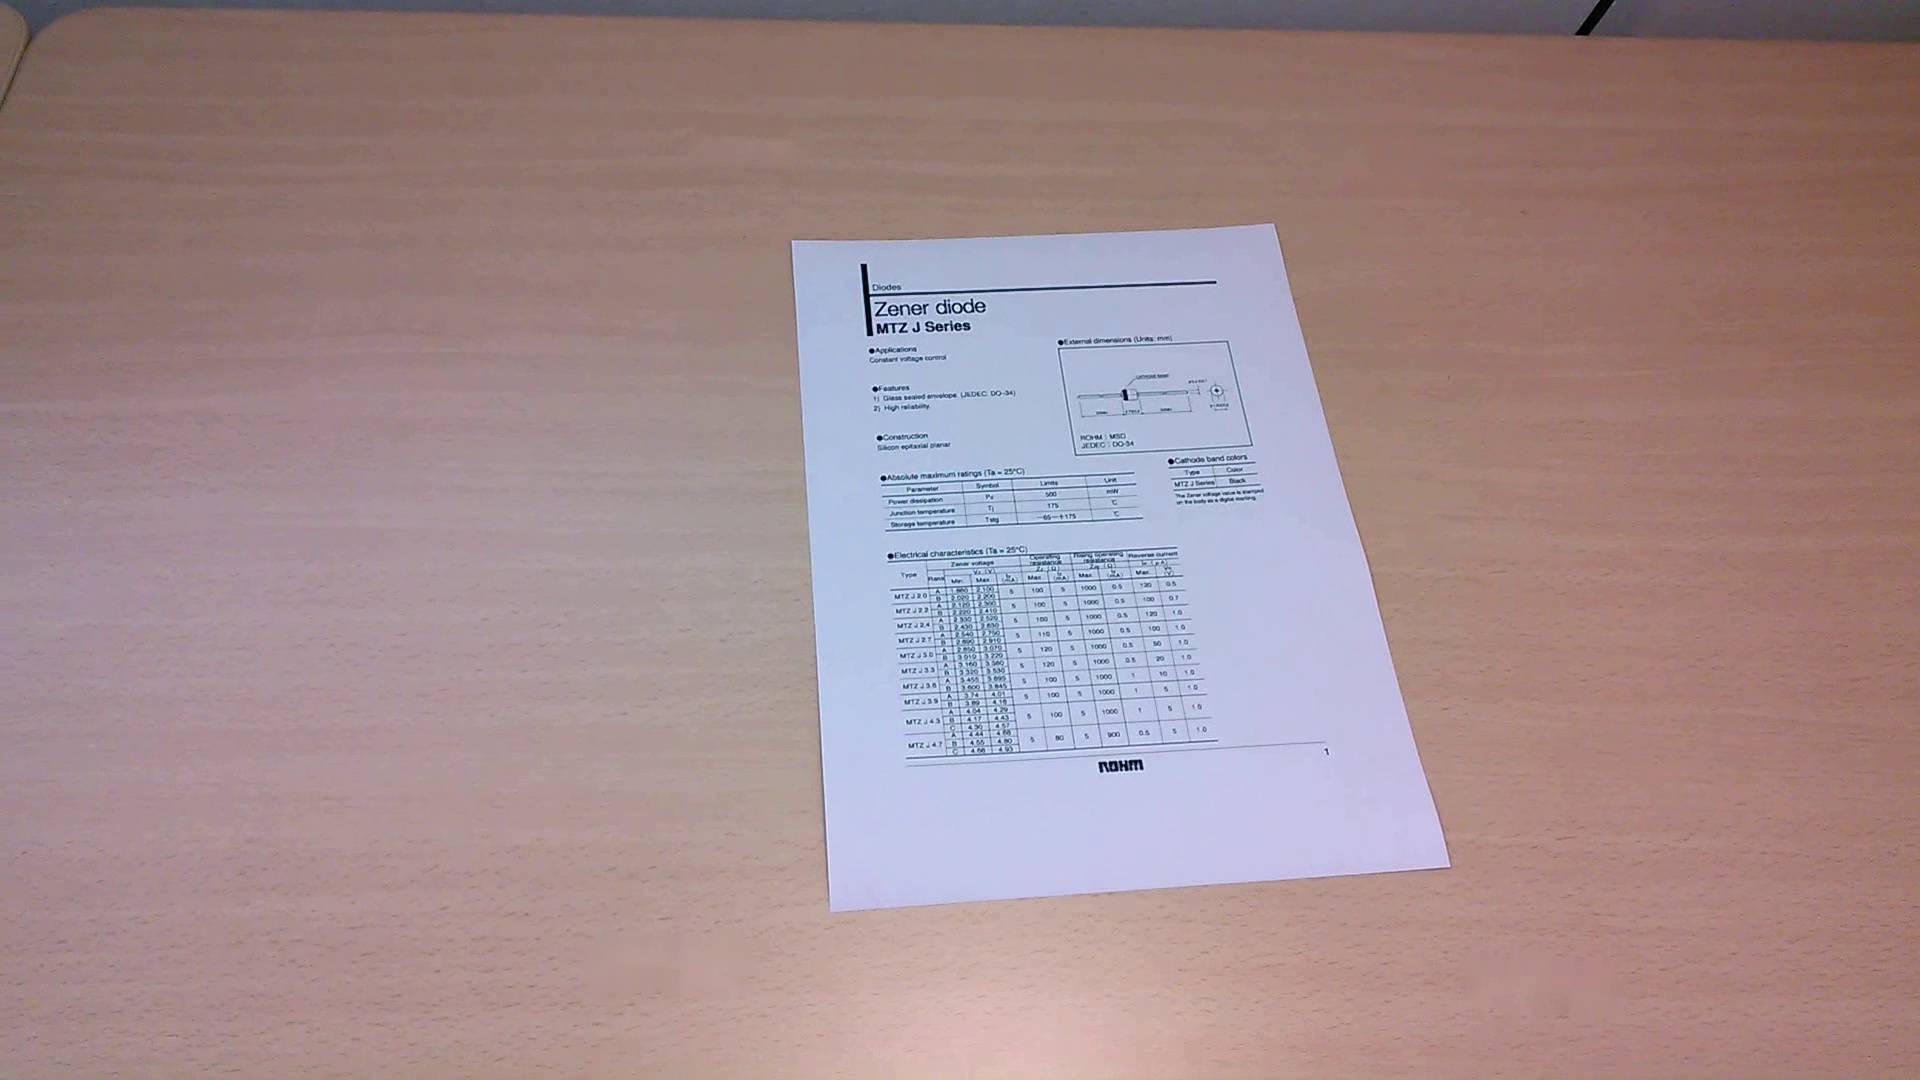 Diodes
Zener diode
MTZ J Series
●Applications
Constant voltage control
●Features
1) Glass sealed envelope. (JEDEC: DO-34)
2) High reliability.
●Construction
Silicon epitaxial planar
●External dimensions (Units: mm)
CATHODE BAND
ROHM : MSD
JEDEC : DO-34
●Absolute maximum ratings (Ta = 25°C)
Parameter Symbol Limits Unit
Power dissipation 500 mW
Junction temperature Tj 175 °C
Storage temperature Tstg −65~+175 °C
●Cathode band colors
Type Color
MTZ J Series Black
The Zener voltage value is stamped
on the body as a digital marking.
●Electrical characteristics (Ta = 25°C)
Zener voltage Operating resistance Rising operating resistance Reverse current
Type Rank Min. Max. (mA) Max. (mA) Max. (mA) Max. (V)
MTZ J 2.0 A 1.880 2.100 5 100 5 1000 0.5 120 0.5
B 2.020 2.200
MTZ J 2.2 A 2.120 2.300 5 100 5 1000 0.5 100 0.7
B 2.220 2.410
MTZ J 2.4 A 2.330 2.520 5 100 5 1000 0.5 120 1.0
B 2.430 2.630
MTZ J 2.7 A 2.540 2.750 5 110 5 1000 0.5 100 1.0
B 2.690 2.910
MTZ J 3.0 A 2.850 3.070 5 120 5 1000 0.5 50 1.0
B 3.010 3.220
MTZ J 3.3 A 3.160 3.380 5 120 5 1000 0.5 20 1.0
B 3.320 3.530
MTZ J 3.6 A 3.455 3.695 5 100 5 1000 1 10 1.0
B 3.600 3.845
MTZ J 3.9 A 3.74 4.01 5 100 5 1000 1 5 1.0
B 3.89 4.16
MTZ J 4.3 A 4.04 4.29 5 100 5 1000 1 5 1.0
B 4.17 4.43
C 4.30 4.57
MTZ J 4.7 A 4.44 4.68 5 80 5 900 0.5 5 1.0
B 4.55 4.80
C 4.68 4.93
ROHM
1